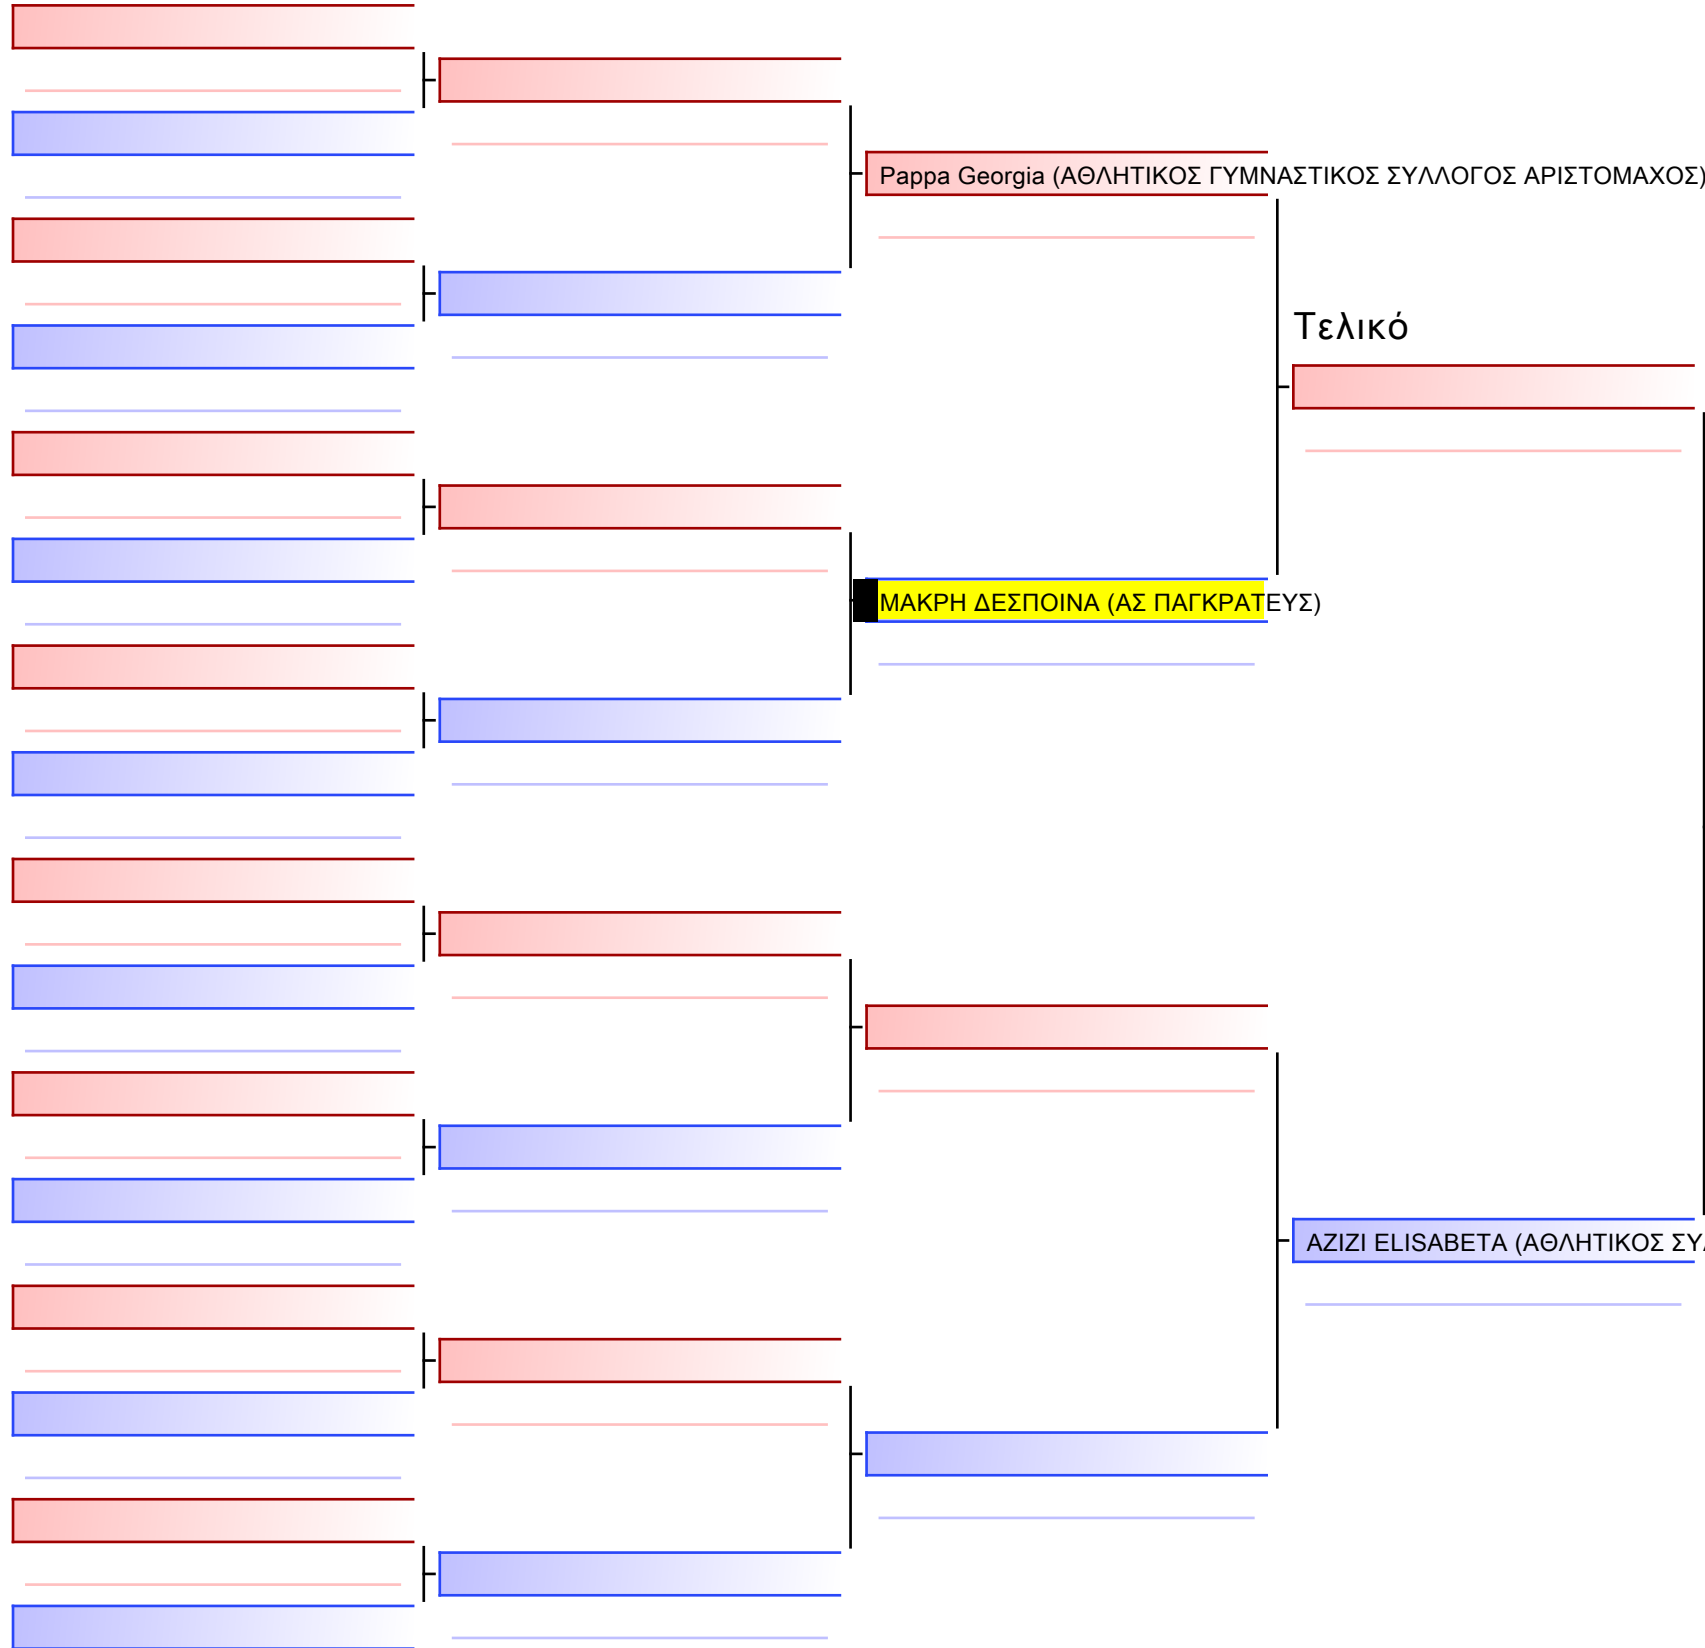 Pappa Georgia (ΑΘΛΗΤΙΚΟΣ ΓΥΜΝΑΣΤΙΚΟΣ ΣΥΛΛΟΓΟΣ ΑΡΙΣΤΟΜΑΧΟΣ)
Τελικό
ΜΑΚΡΗ ΔΕΣΠΟΙΝΑ (ΑΣ ΠΑΓΚΡΑΤΕΥΣ)
AZIZI ELISABETA (ΑΘΛΗΤΙΚΟΣ